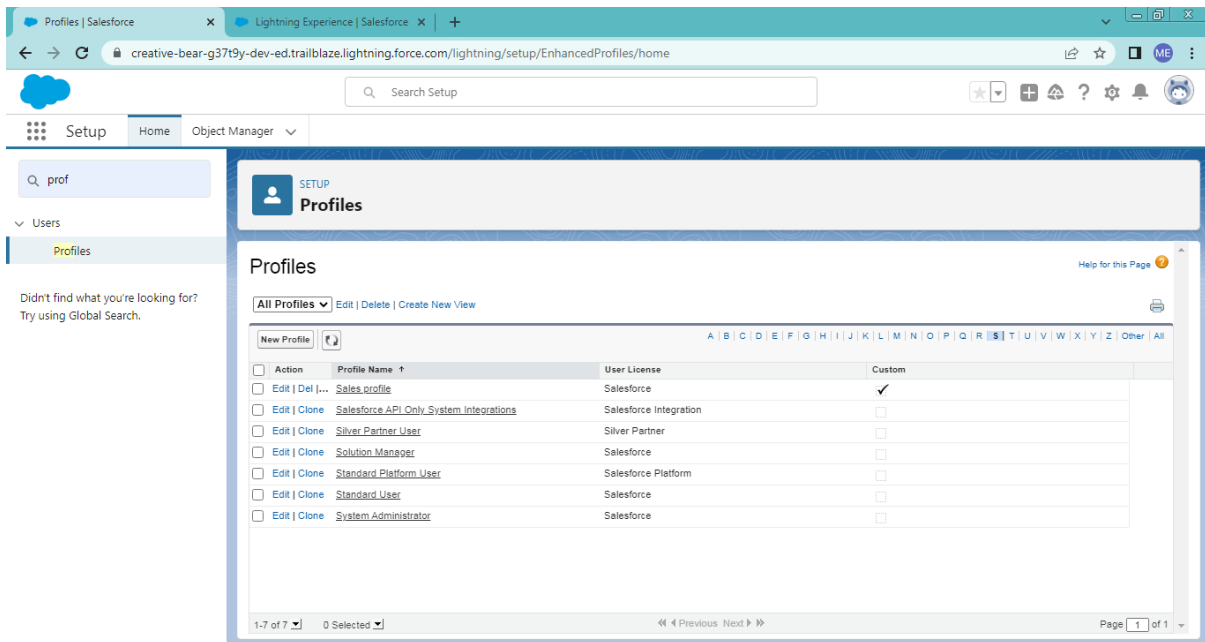 Profiles | Salesforce
Lightning Experience | Salesforce
creative-bear-g37t9y-dev-ed.trailblaze.lightning.force.com/lightning/setup/EnhancedProfiles/home
ME
Search Setup
Setup Home Object Manager
prof
Users
Profiles
Didn't find what you're looking for?
Try using Global Search.
SETUP
Profiles
Profiles
Help for this Page
All Profiles Edit | Delete | Create New View
New Profile
A | B | C | D | E | F | G | H | I | J | K | L | M | N | O | P | Q | R | S | T | U | V | W | X | Y | Z | Other | All
Action Profile Name ↑ User License Custom
Edit | Del |... Sales profile Salesforce ✓
Edit | Clone Salesforce API Only System Integrations Salesforce Integration
Edit | Clone Silver Partner User Silver Partner
Edit | Clone Solution Manager Salesforce
Edit | Clone Standard Platform User Salesforce Platform
Edit | Clone Standard User Salesforce
Edit | Clone System Administrator Salesforce
1-7 of 7 0 Selected Previous Next Page 1 of 1